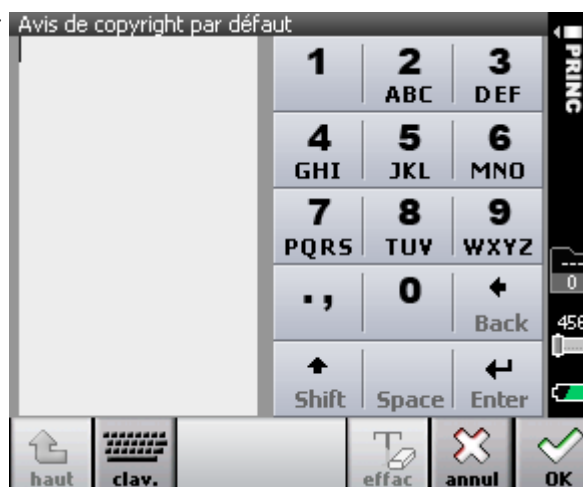 Avis de copyright par défaut
1 2 3
ABC DEF
4 5 6
GHI JKL MNO
7 8 9
PQRS TUV WXYZ
., 0
Back
Shift Space Enter
PRINC
---
0
458
haut clav. effac annul OK